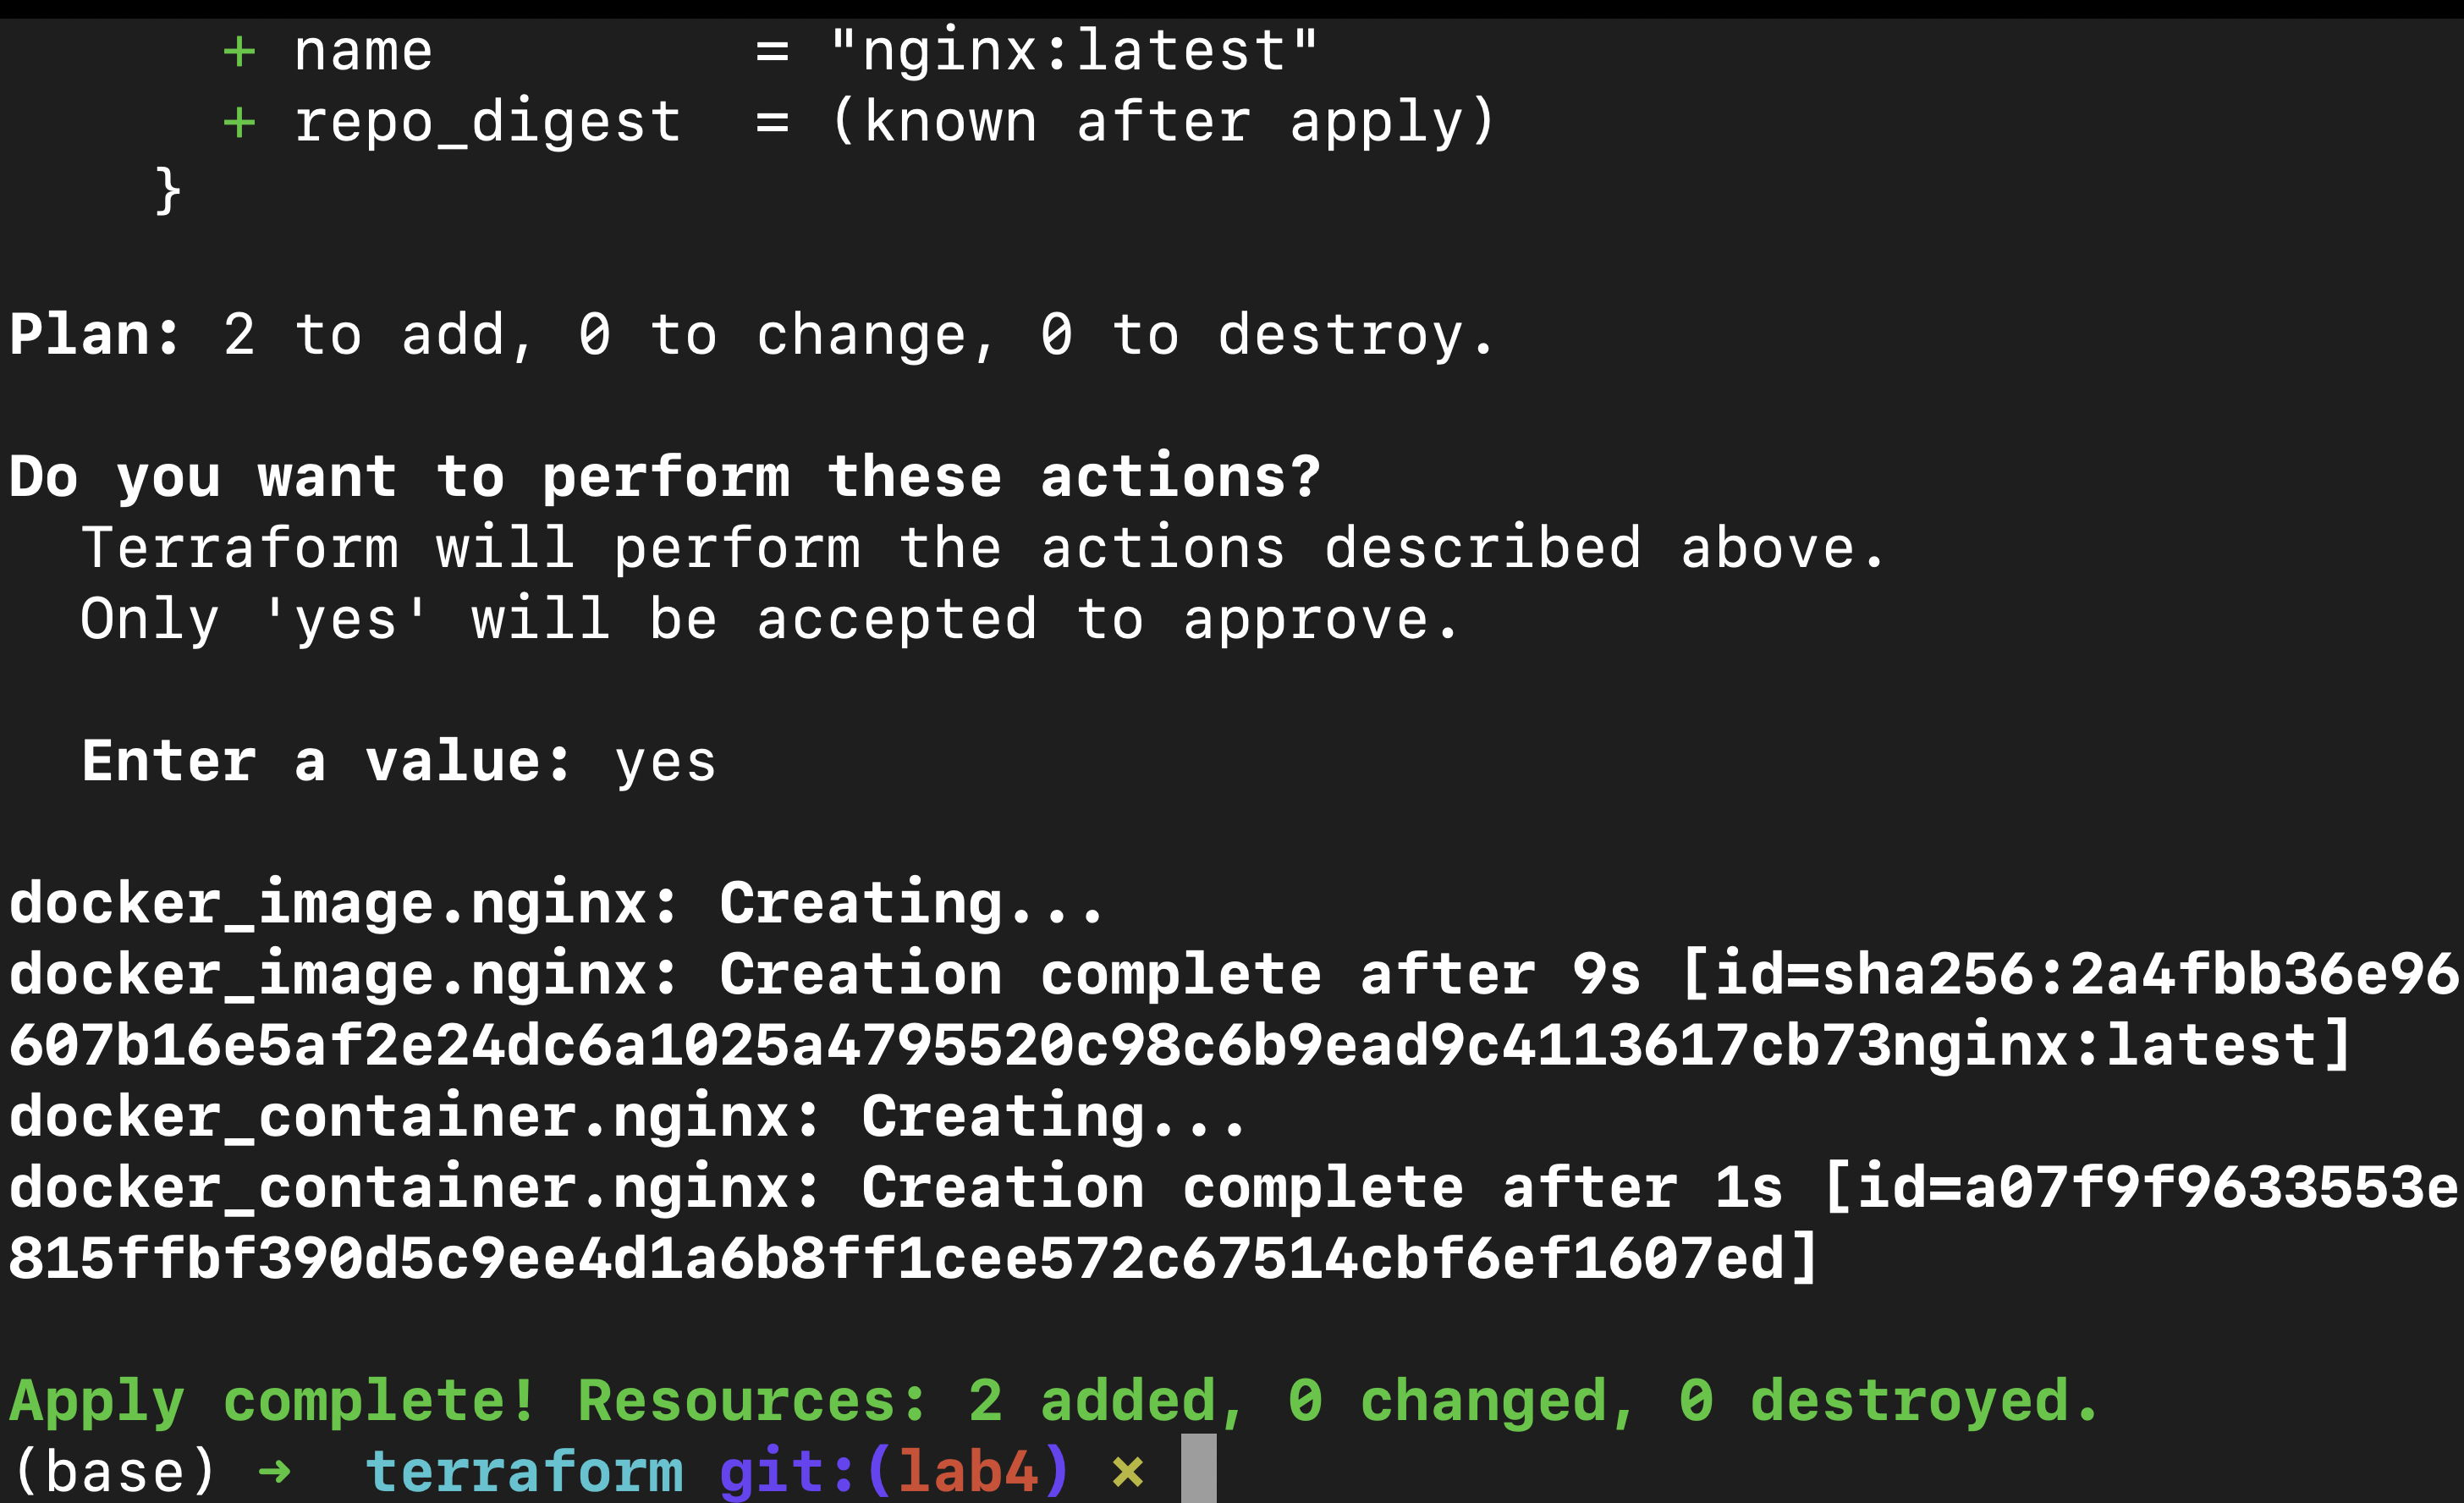 + name = "nginx:latest"
+ repo_digest = (known after apply)
}
Plan: 2 to add, 0 to change, 0 to destroy.
Do you want to perform these actions?
Terraform will perform the actions described above.
Only 'yes' will be accepted to approve.
Enter a value: yes
docker_image.nginx: Creating...
docker_image.nginx: Creation complete after 9s [id=sha256:2a4fbb36e96
607b16e5af2e24dc6a1025a4795520c98c6b9ead9c4113617cb73nginx:latest]
docker_container.nginx: Creating...
docker_container.nginx: Creation complete after 1s [id=a07f9f9633553e
815ffbf390d5c9ee4d1a6b8ff1cee572c67514cbf6ef1607ed]
Apply complete! Resources: 2 added, 0 changed, 0 destroyed.
(base) ➜ terraform git:(lab4) ✗